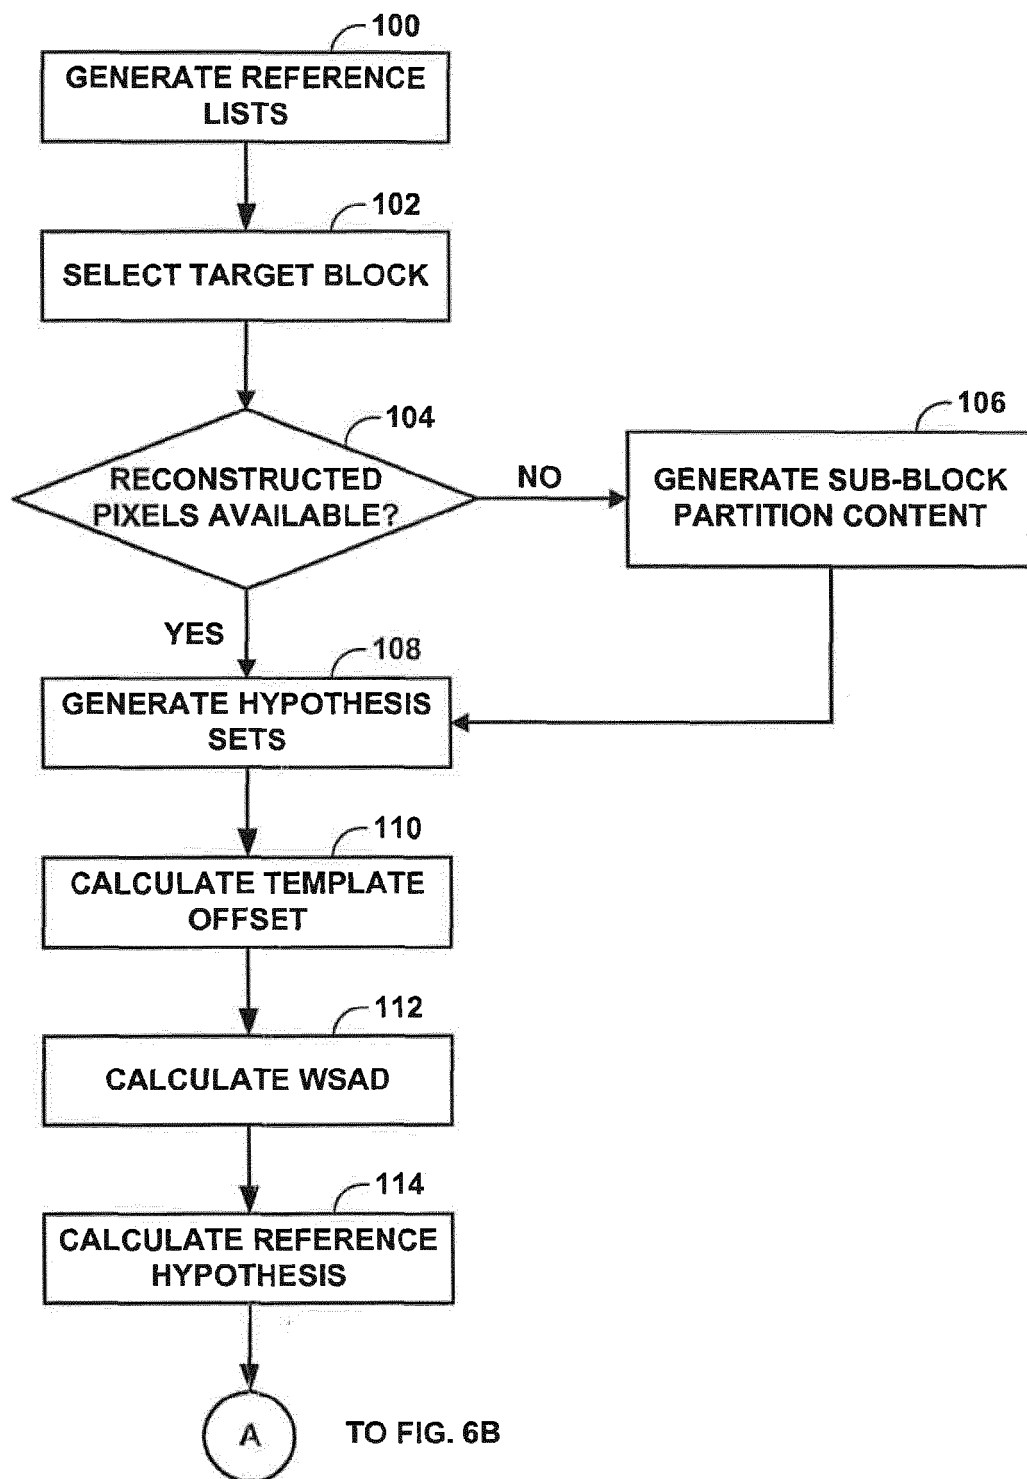 100
GENERATE REFERENCE
LISTS
102
SELECT TARGET BLOCK
104
RECONSTRUCTED
PIXELS AVAILABLE?
NO
106
GENERATE SUB-BLOCK
PARTITION CONTENT
YES
108
GENERATE HYPOTHESIS
SETS
110
CALCULATE TEMPLATE
OFFSET
112
CALCULATE WSAD
114
CALCULATE REFERENCE
HYPOTHESIS
A
TO FIG. 6B